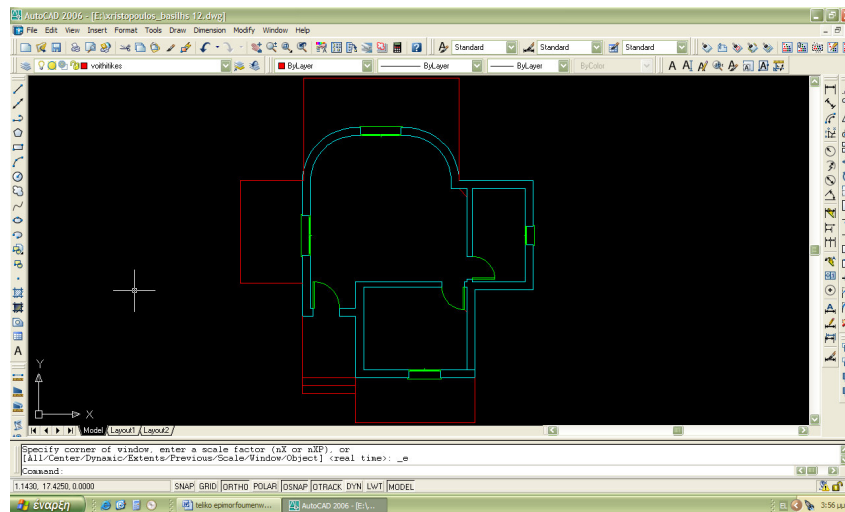 AutoCAD 2006 - [E:\xristopoulos_basilhs 12.dwg]
File Edit View Insert Format Tools Draw Dimension Modify Window Help
Standard Standard Standard
voithitikes ByLayer ByLayer ByLayer ByColor
Y
X
Model Layout1 Layout2
Specify corner of window, enter a scale factor (nX or nXP), or
[All/Center/Dynamic/Extents/Previous/Scale/Window/Object] <real time>: _e
Command:
1.1430, 17.4250, 0.0000 SNAP GRID ORTHO POLAR OSNAP OTRACK DYN LWT MODEL
έναρξη teliko epimorfoumenw... AutoCAD 2006 - [E:\... EL 3:56 μμ